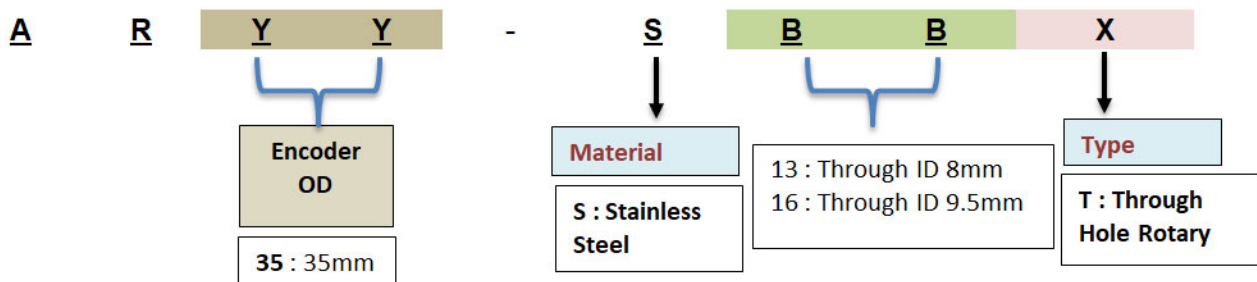 A R Y Y - S B B X
Encoder
OD
35 : 35mm
Material
S : Stainless
Steel
13 : Through ID 8mm
16 : Through ID 9.5mm
Type
T : Through
Hole Rotary